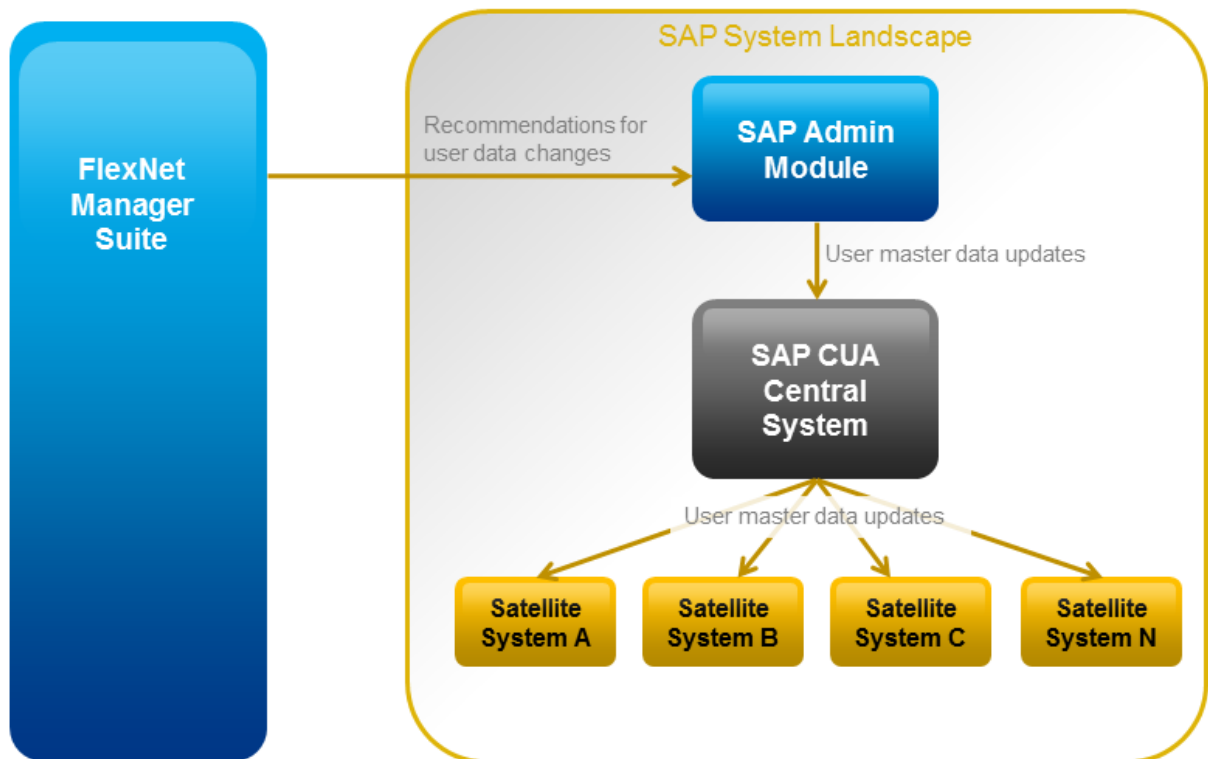 SAP System Landscape
FlexNet
Manager
Suite
Recommendations for
user data changes
SAP Admin
Module
User master data updates
SAP CUA
Central
System
User master data updates
Satellite
System A
Satellite
System B
Satellite
System C
Satellite
System N